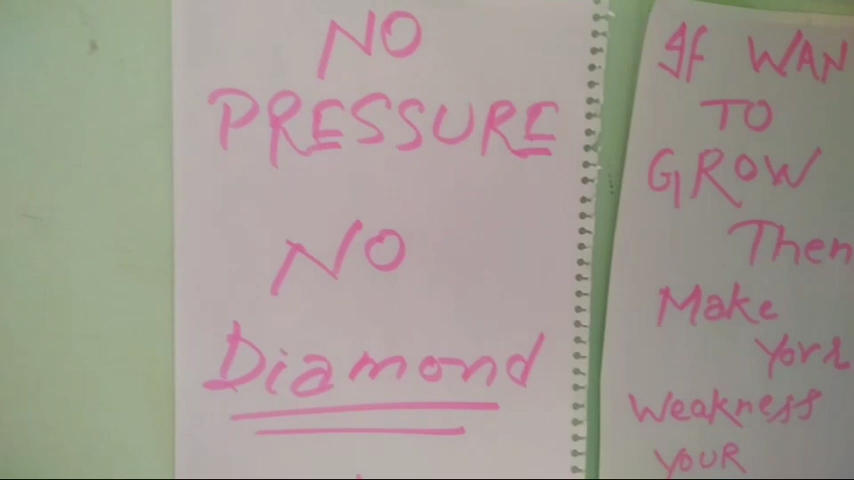 NO
PRESSURE
NO
Diamond
If WAN
TO
GROW
Then
Make
Your
Weakness
YOUR